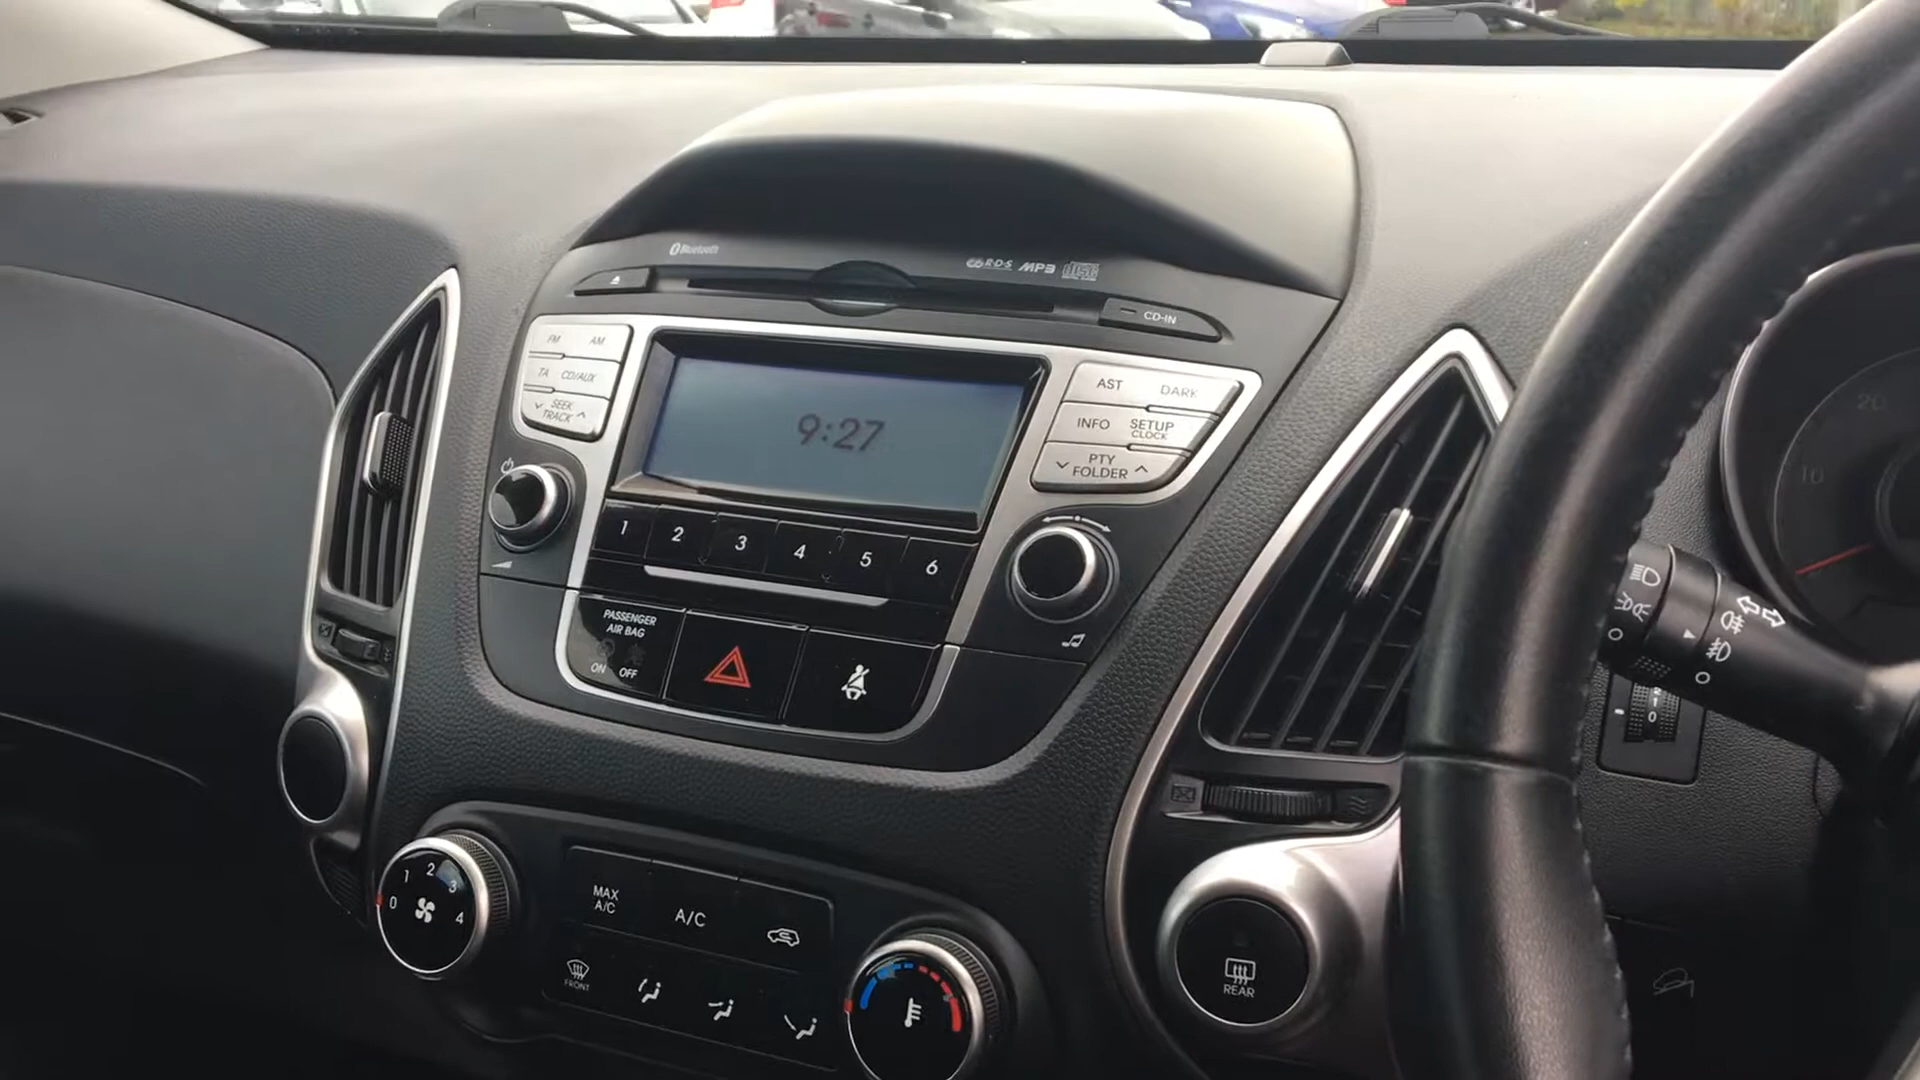 Bluetooth
RDS MP3
CD-IN
FM AM
TA CD/AUX
SEEK
TRACK
9:27
AST DARK
INFO SETUP
CLOCK
PTY
FOLDER
1 2 3 4 5 6
PASSENGER
AIR BAG
ON OFF
20
0 1 2 3 4
MAX
A/C
A/C
FRONT
REAR